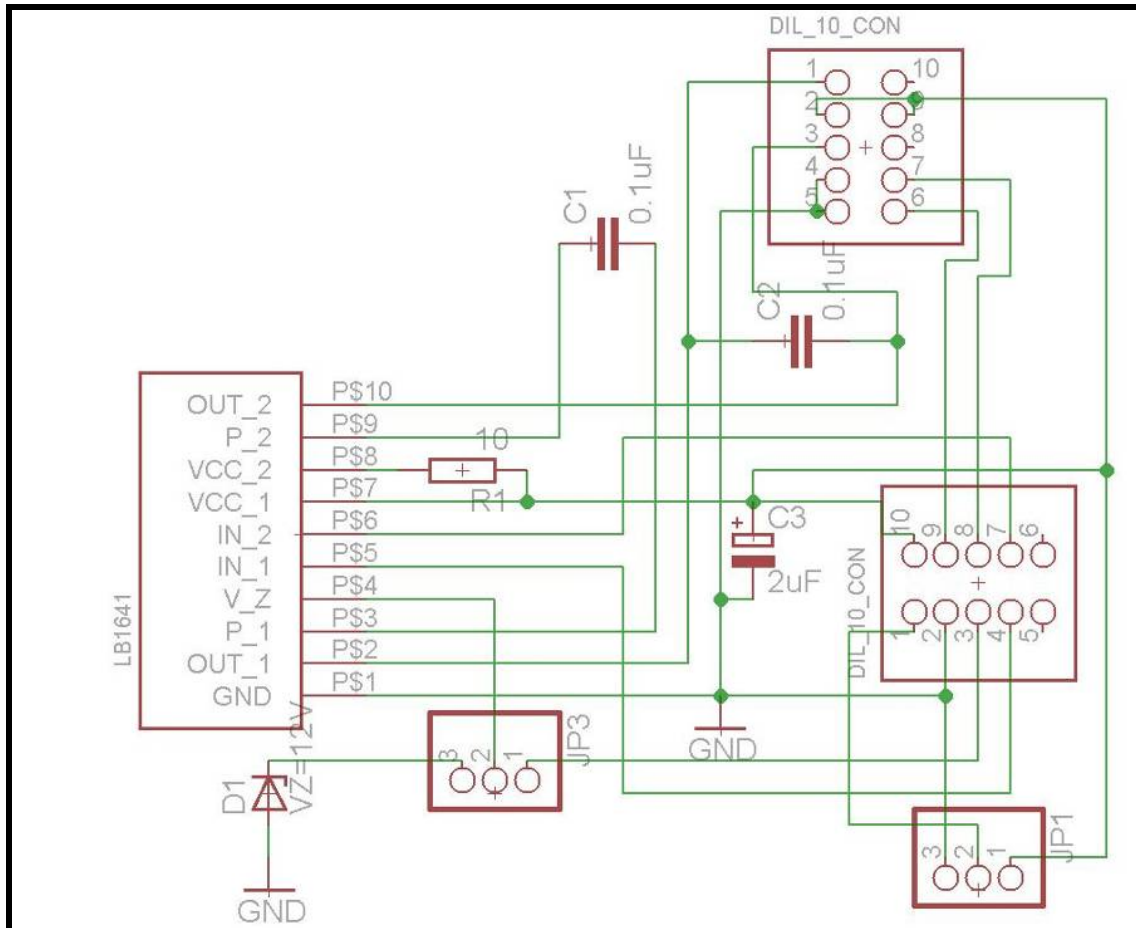 DIL_10_CON
1
10
2
9
3
8
4
7
5
6
C1
0.1uF
C2
0.1uF
LB1641
OUT_2 P$10
P_2 P$9
VCC_2 P$8
VCC_1 P$7
IN_2 P$6
IN_1 P$5
V_Z P$4
P_1 P$3
OUT_1 P$2
GND P$1
10
R1
+
C3
2uF
DIL_10_CON
10 9 8 7 6
1 2 3 4 5
GND
JP3
3 2 1
D1
VZ=12V
GND
JP1
3 2 1